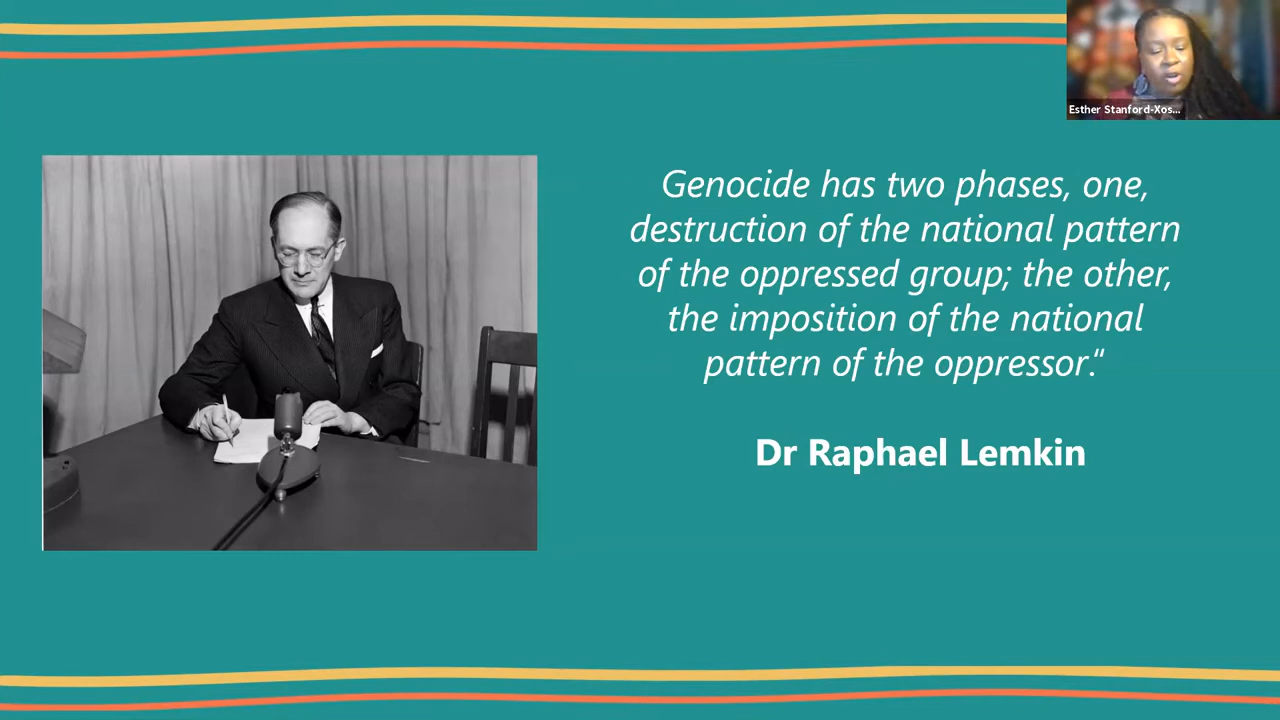 Esther Stanford-Xos...
Genocide has two phases, one,
destruction of the national pattern
of the oppressed group; the other,
the imposition of the national
pattern of the oppressor.“
Dr Raphael Lemkin